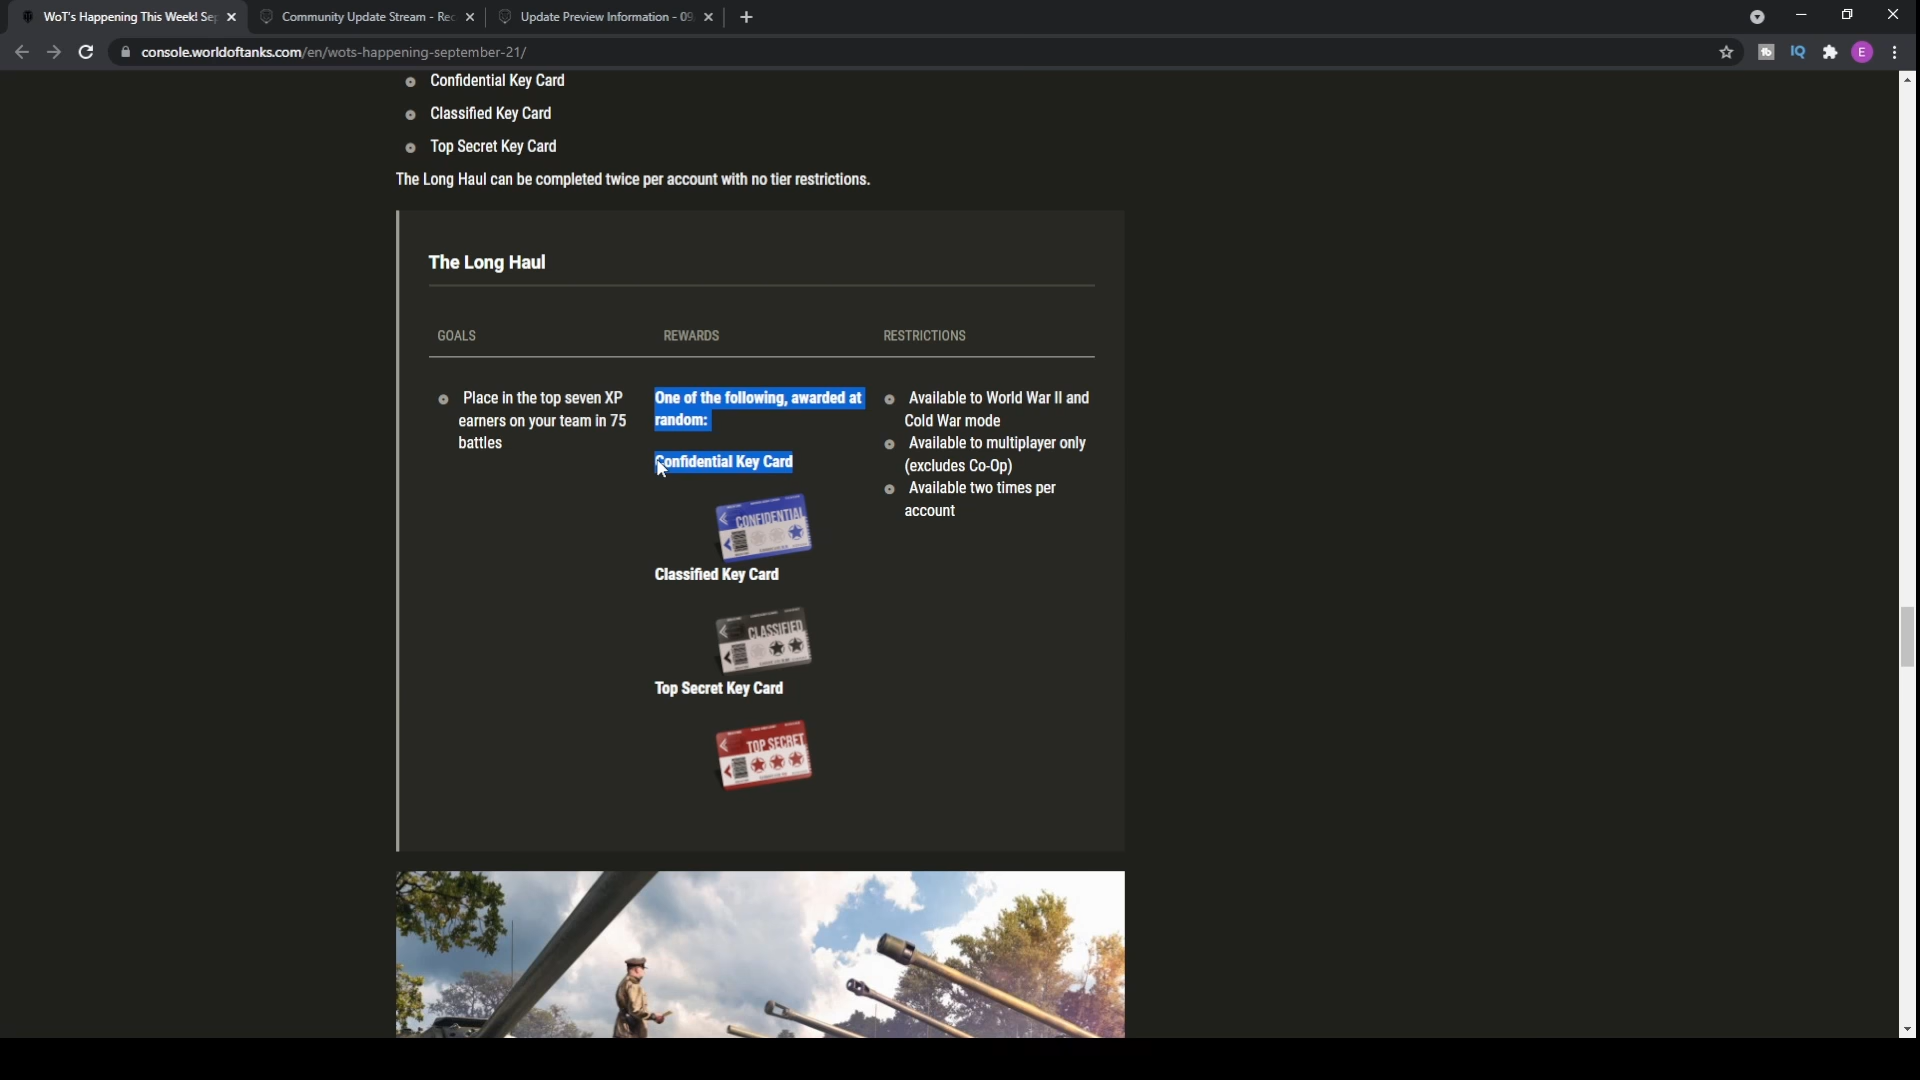 WoT's Happening This Week! Se
Community Update Stream - Re
Update Preview Information - 09
console.worldoftanks.com/en/wots-happening-september-21/
IQ
E
Confidential Key Card
Classified Key Card
Top Secret Key Card
The Long Haul can be completed twice per account with no tier restrictions.
The Long Haul
GOALS
REWARDS
RESTRICTIONS
Place in the top seven XP
earners on your team in 75
battles
One of the following, awarded at
random:
Confidential Key Card
CONFIDENTIAL
Classified Key Card
CLASSIFIED
Top Secret Key Card
TOP SECRET
Available to World War II and
Cold War mode
Available to multiplayer only
(excludes Co-Op)
Available two times per
account